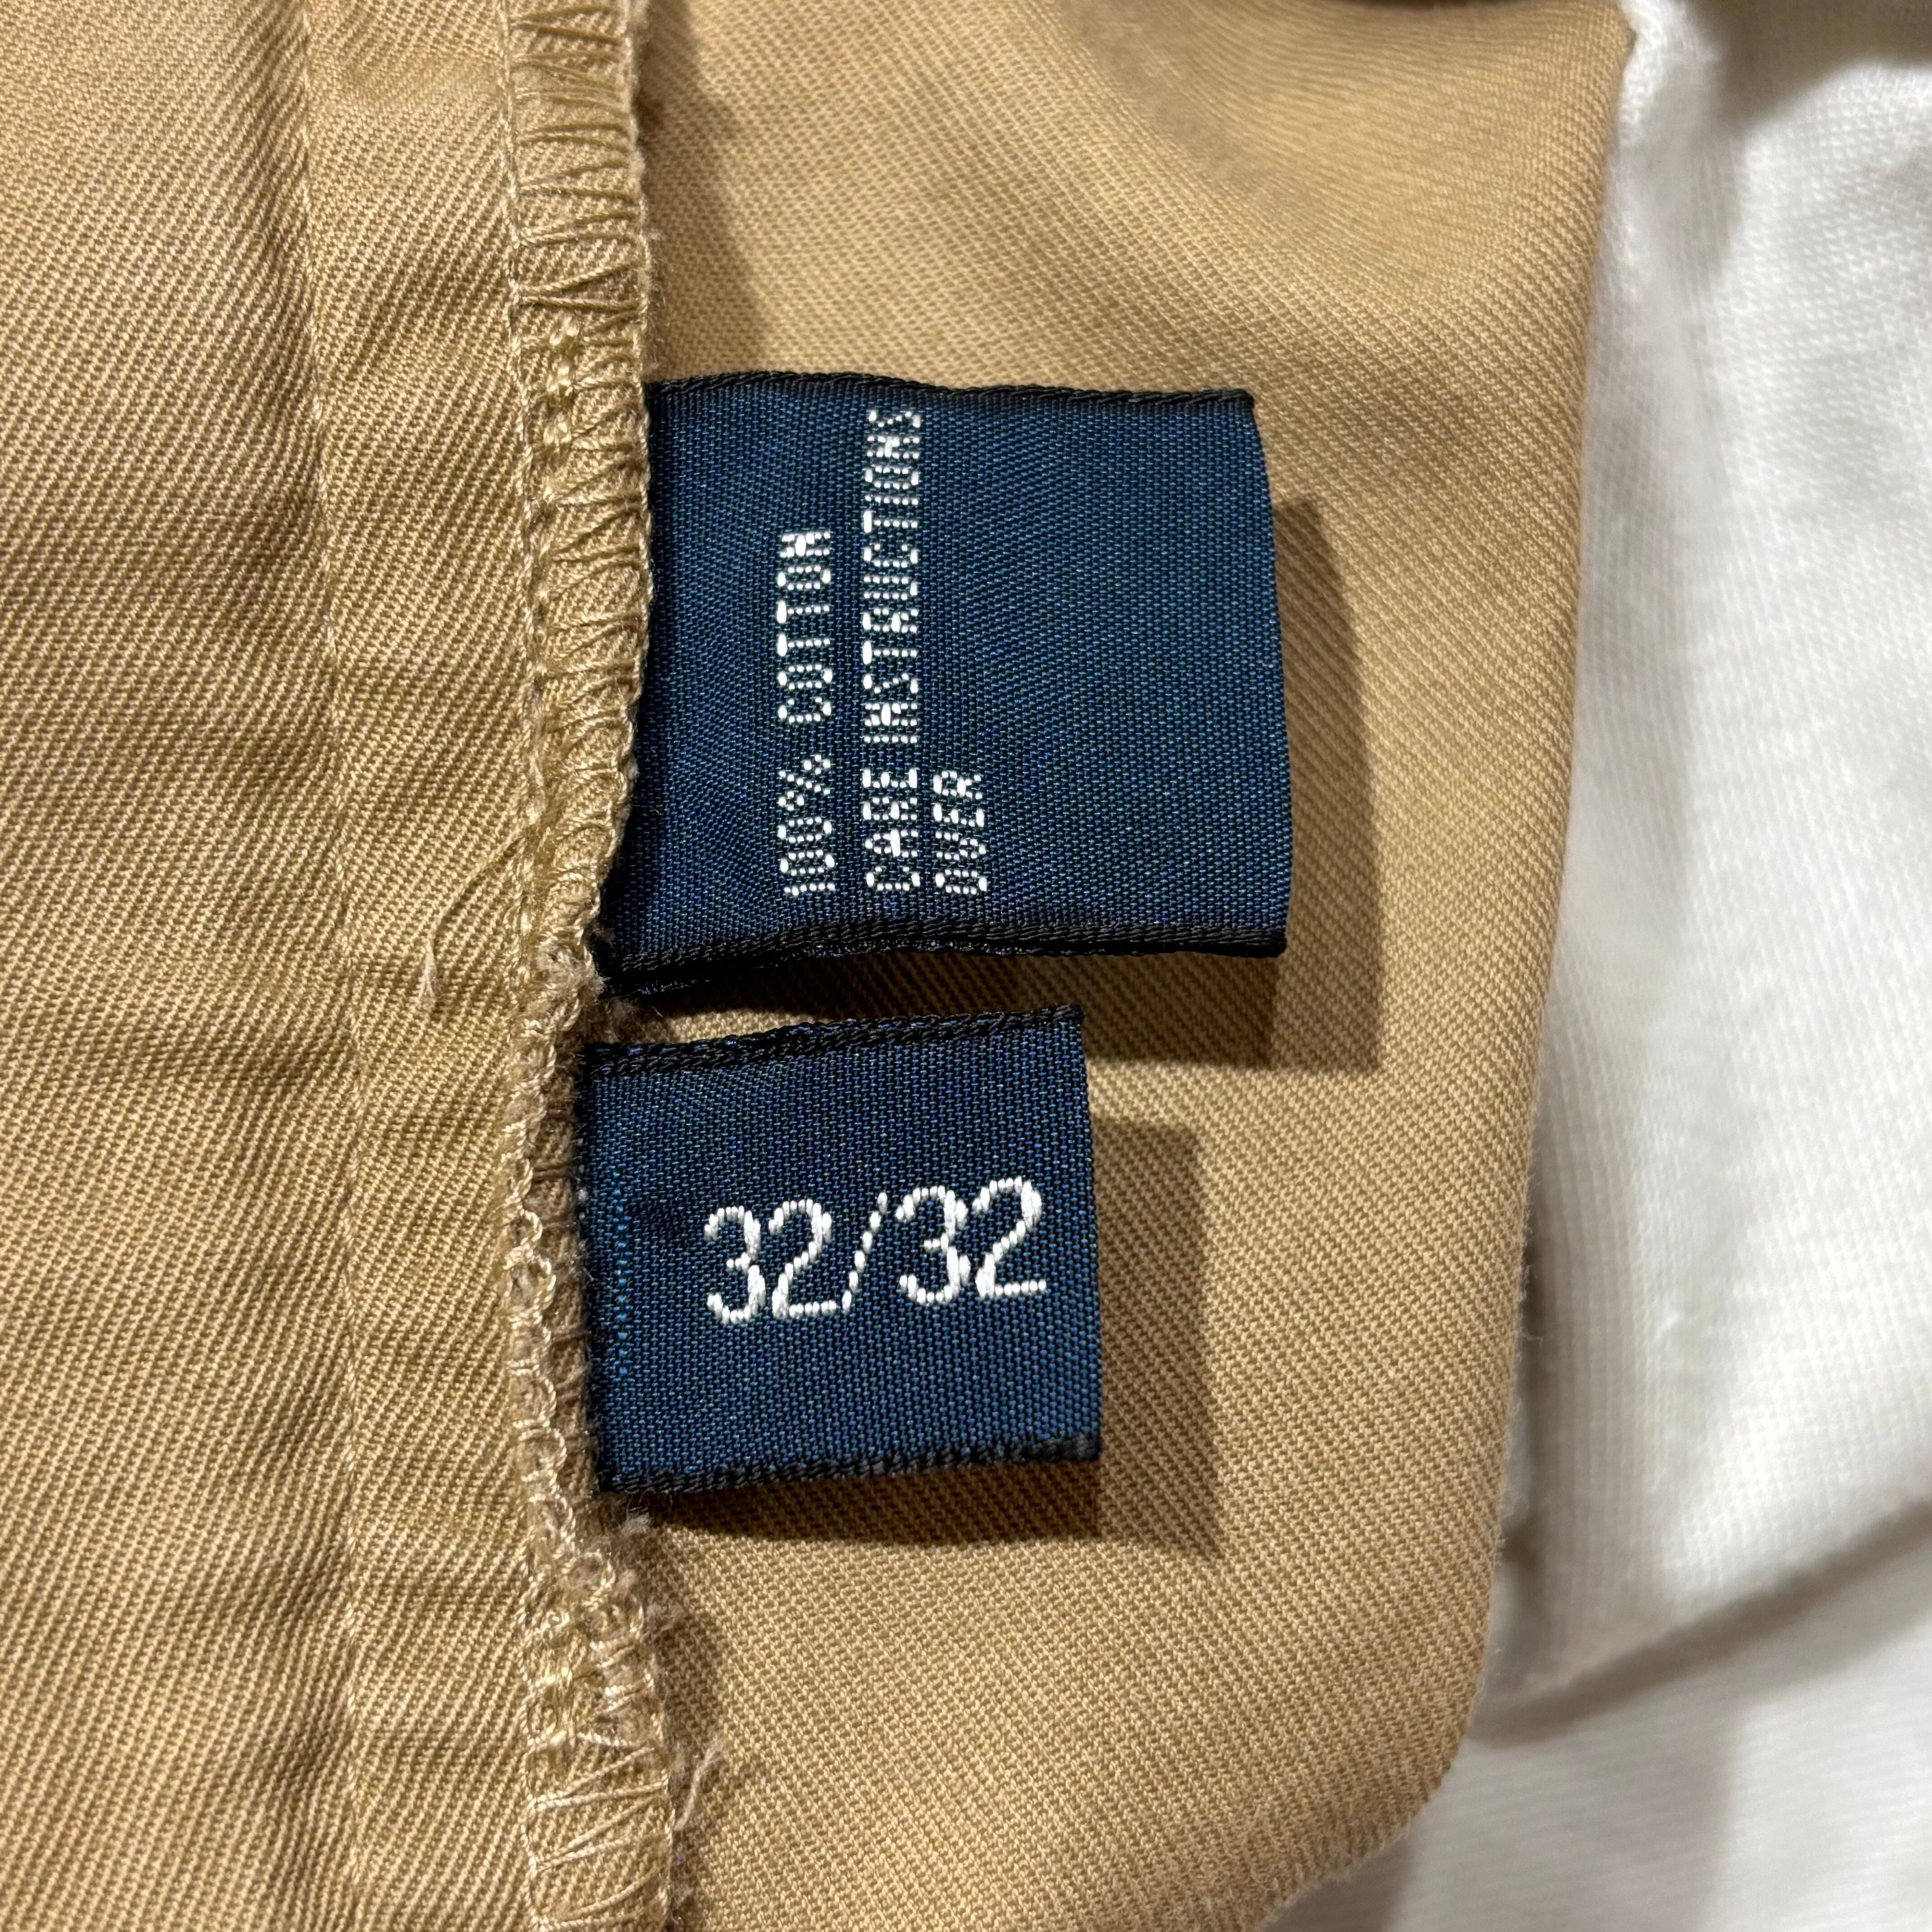 100% COTTON
CARE INSTRUCTIONS
OVER
32/32